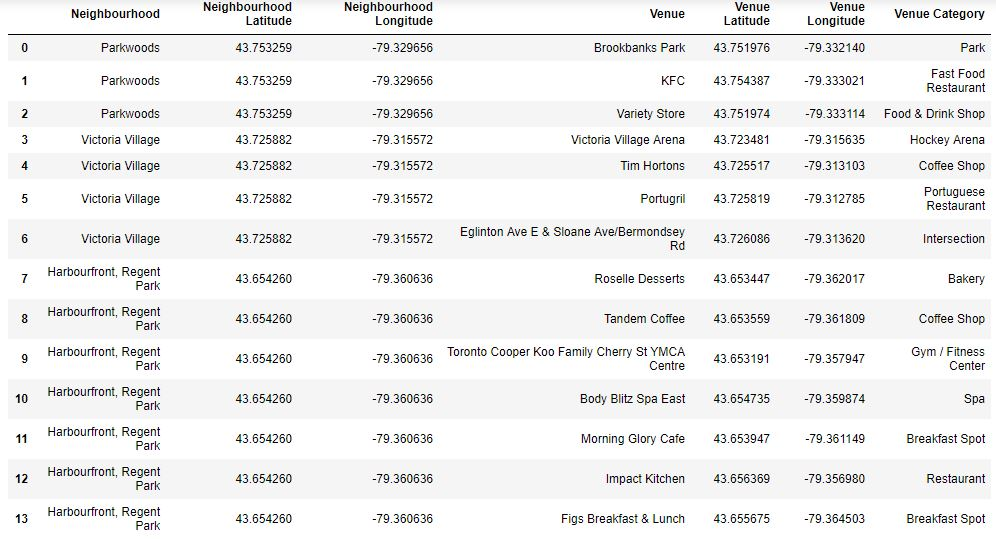 Neighbourhood Neighbourhood Latitude Neighbourhood Longitude Venue Venue Latitude Venue Longitude Venue Category
0 Parkwoods 43.753259 -79.329656 Brookbanks Park 43.751976 -79.332140 Park
1 Parkwoods 43.753259 -79.329656 KFC 43.754387 -79.333021 Fast Food Restaurant
2 Parkwoods 43.753259 -79.329656 Variety Store 43.751974 -79.333114 Food & Drink Shop
3 Victoria Village 43.725882 -79.315572 Victoria Village Arena 43.723481 -79.315635 Hockey Arena
4 Victoria Village 43.725882 -79.315572 Tim Hortons 43.725517 -79.313103 Coffee Shop
5 Victoria Village 43.725882 -79.315572 Portugril 43.725819 -79.312785 Portuguese Restaurant
6 Victoria Village 43.725882 -79.315572 Eglinton Ave E & Sloane Ave/Bermondsey Rd 43.726086 -79.313620 Intersection
7 Harbourfront, Regent Park 43.654260 -79.360636 Roselle Desserts 43.653447 -79.362017 Bakery
8 Harbourfront, Regent Park 43.654260 -79.360636 Tandem Coffee 43.653559 -79.361809 Coffee Shop
9 Harbourfront, Regent Park 43.654260 -79.360636 Toronto Cooper Koo Family Cherry St YMCA Centre 43.653191 -79.357947 Gym / Fitness Center
10 Harbourfront, Regent Park 43.654260 -79.360636 Body Blitz Spa East 43.654735 -79.359874 Spa
11 Harbourfront, Regent Park 43.654260 -79.360636 Morning Glory Cafe 43.653947 -79.361149 Breakfast Spot
12 Harbourfront, Regent Park 43.654260 -79.360636 Impact Kitchen 43.656369 -79.356980 Restaurant
13 Harbourfront, Regent Park 43.654260 -79.360636 Figs Breakfast & Lunch 43.655675 -79.364503 Breakfast Spot